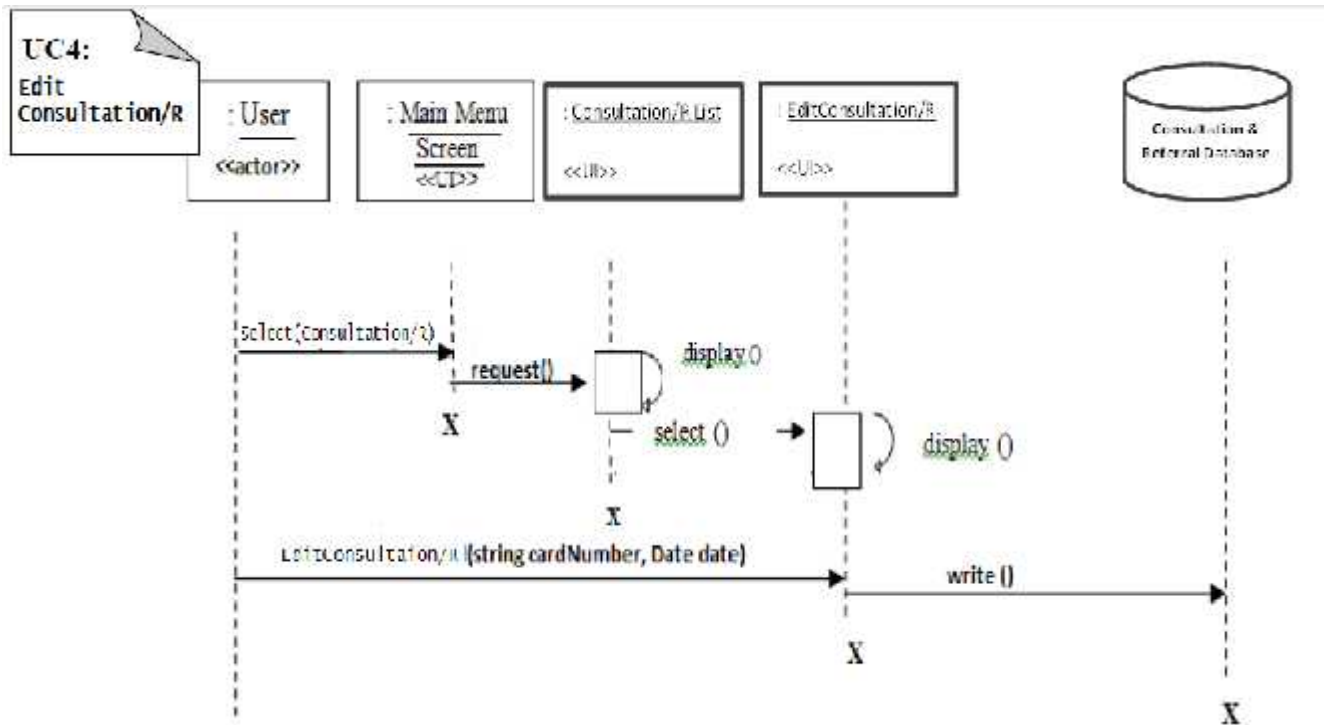 UC4:
Edit
Consultation/R
: User
<<actor>>
: Main Menu
Screen
<<UI>>
: Consultation/R List
<<UI>>
: EditConsultation/R
<<UI>>
Consultation &
Referral Database
Select(Consultation/R)
request()
display()
X
select ()
display ()
x
EditConsultaion/R(string cardNumber, Date date)
write ()
X
X